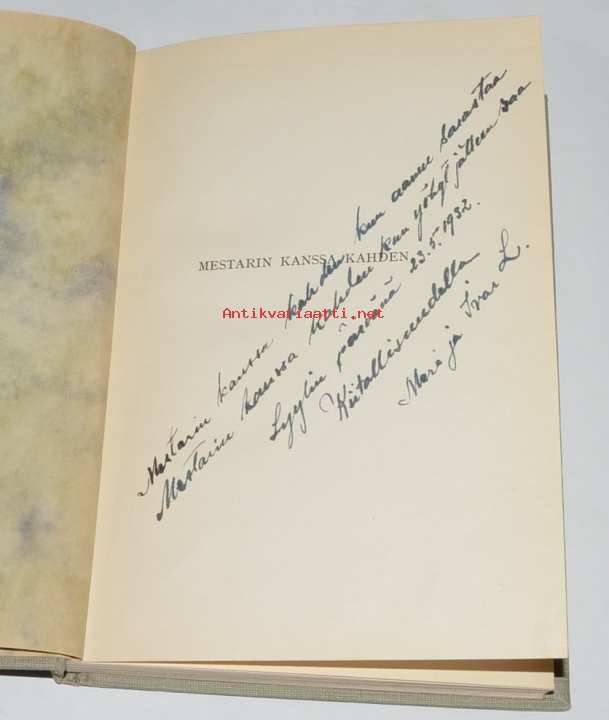 MESTARIN KANSSA KAHDEN
Antikvariaatti.net
Mestarin kanssa kahden kun aamu sarastaa
Mestarin kanssa kahden kun yöhyt jälleen saa
Lyylin päivänä 23.5.1932.
Kiitollisuudella
Meri ja Ivar L.